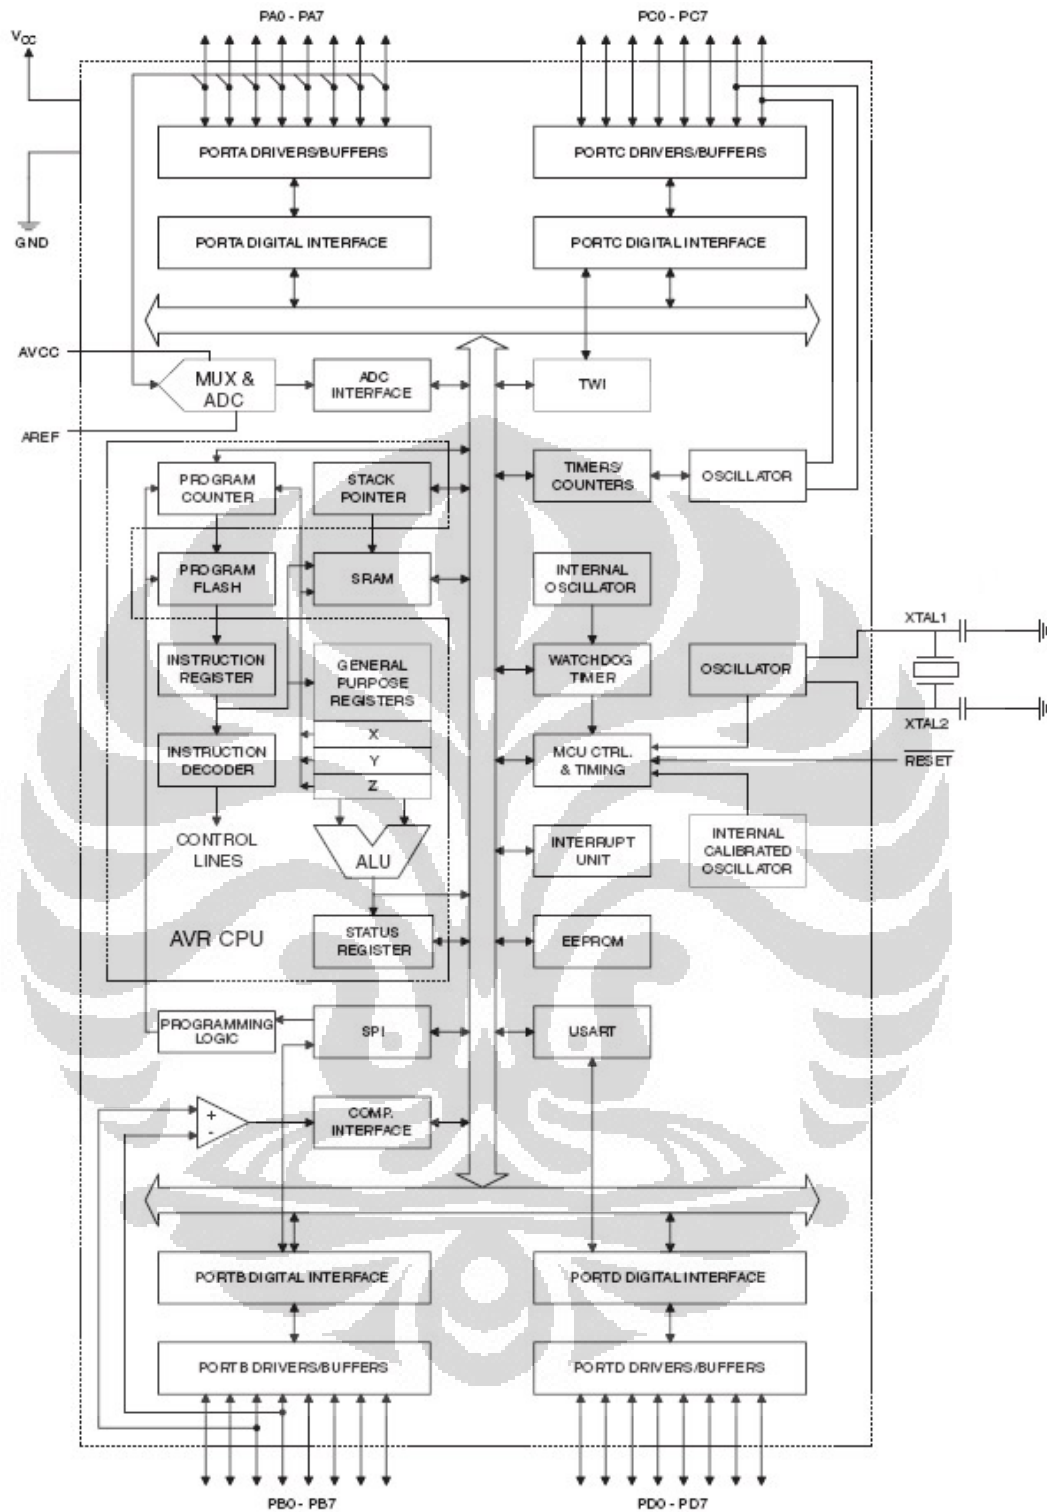 PA0 - PA7
PC0 - PC7
VCC
PORTA DRIVERS/BUFFERS
PORTC DRIVERS/BUFFERS
GND
PORTA DIGITAL INTERFACE
PORTC DIGITAL INTERFACE
AVCC
MUX &
ADC
ADC
INTERFACE
TWI
AREF
PROGRAM
COUNTER
STACK
POINTER
TIMERS/
COUNTERS
OSCILLATOR
PROGRAM
FLASH
SRAM
INTERNAL
OSCILLATOR
XTAL1
INSTRUCTION
REGISTER
GENERAL
PURPOSE
REGISTERS
WATCHDOG
TIMER
OSCILLATOR
XTAL2
X
INSTRUCTION
DECODER
Y
MCU CTRL.
& TIMING
RESET
Z
CONTROL
LINES
ALU
INTERRUPT
UNIT
INTERNAL
CALIBRATED
OSCILLATOR
AVR CPU
STATUS
REGISTER
EEPROM
PROGRAMMING
LOGIC
SPI
USART
+
-
COMP.
INTERFACE
PORTB DIGITAL INTERFACE
PORTD DIGITAL INTERFACE
PORTB DRIVERS/BUFFERS
PORTD DRIVERS/BUFFERS
PB0 - PB7
PD0 - PD7